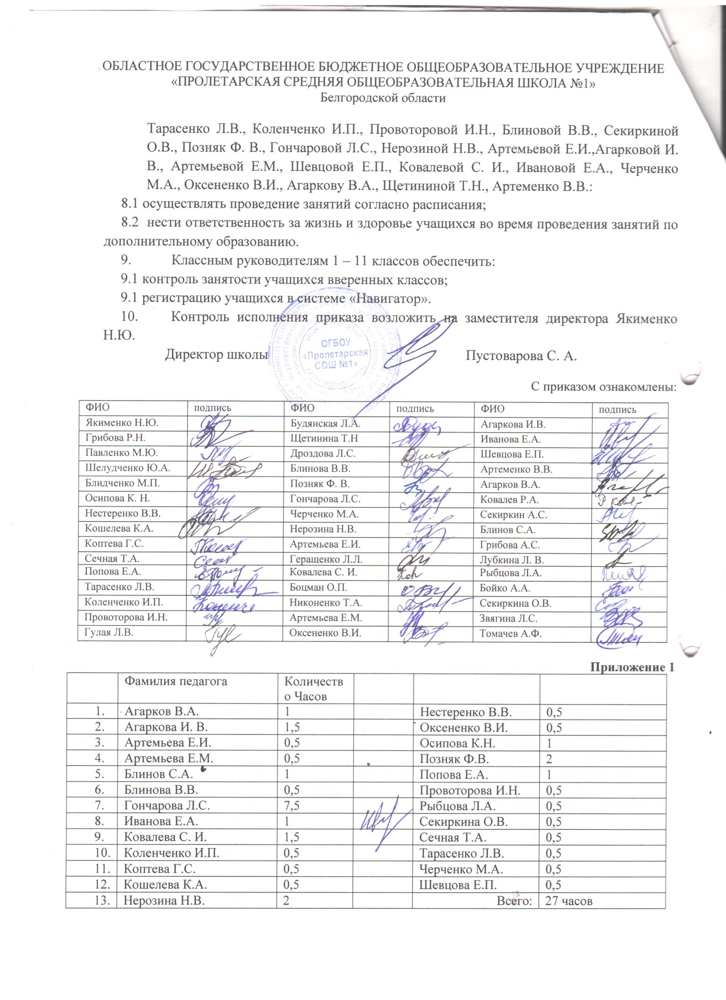 ОБЛАСТНОЕ ГОСУДАРСТВЕННОЕ БЮДЖЕТНОЕ ОБЩЕОБРАЗОВАТЕЛЬНОЕ УЧРЕЖДЕНИЕ
«ПРОЛЕТАРСКАЯ СРЕДНЯЯ ОБЩЕОБРАЗОВАТЕЛЬНАЯ ШКОЛА №1»
Белгородской области
Тарасенко Л.В., Коленченко И.П., Провоторовой И.Н., Блиновой В.В., Секиркиной
О.В., Позняк Ф. В., Гончаровой Л.С., Нерозиной Н.В., Артемьевой Е.И.,Агарковой И.
В., Артемьевой Е.М., Шевцовой Е.П., Ковалевой С. И., Ивановой Е.А., Черченко
М.А., Оксененко В.И., Агаркову В.А., Щетининой Т.Н., Артеменко В.В.:
8.1 осуществлять проведение занятий согласно расписания;
8.2 нести ответственность за жизнь и здоровье учащихся во время проведения занятий по
дополнительному образованию.
9. Классным руководителям 1 – 11 классов обеспечить:
9.1 контроль занятости учащихся вверенных классов;
9.1 регистрацию учащихся в системе «Навигатор».
10. Контроль исполнения приказа возложить на заместителя директора Якименко
Н.Ю.
ОГБОУ
«Пролетарская
СОШ №1»
Директор школы Пустоварова С. А.
С приказом ознакомлены:
ФИО подпись ФИО подпись ФИО подпись
Якименко Н.Ю. Будянская Л.А. Агаркова И.В.
Грибова Р.Н. Щетинина Т.Н Иванова Е.А.
Павленко М.Ю. Дроздова Л.С. Шевцова Е.П.
Шелудченко Ю.А. Блинова В.В. Артеменко В.В.
Блидченко М.П. Позняк Ф. В. Агарков В.А.
Осипова К. Н. Гончарова Л.С. Ковалев Р.А.
Нестеренко В.В. Черченко М.А. Секиркин А.С.
Кошелева К.А. Нерозина Н.В. Блинов С.А.
Коптева Г.С. Артемьева Е.И. Грибова А.С.
Сечная Т.А. Геращенко Л.Л. Лубкина Л. В.
Попова Е.А. Ковалева С. И. Рыбцова Л.А.
Тарасенко Л.В. Боцман О.П. Бойко А.А.
Коленченко И.П. Никоненко Т.А. Секиркина О.В.
Провоторова И.Н. Артемьева Е.М. Звягина Л.С.
Гулая Л.В. Оксененко В.И. Томачев А.Ф.
Приложение 1
Фамилия педагога Количеств
о Часов
1. Агарков В.А. 1 Нестеренко В.В. 0,5
2. Агаркова И. В. 1,5 Оксененко В.И. 0,5
3. Артемьева Е.И. 0,5 Осипова К.Н. 1
4. Артемьева Е.М. 0,5 Позняк Ф.В. 2
5. Блинов С.А. 1 Попова Е.А. 1
6. Блинова В.В. 0,5 Провоторова И.Н. 0,5
7. Гончарова Л.С. 7,5 Рыбцова Л.А. 0,5
8. Иванова Е.А. 1 Секиркина О.В. 0,5
9. Ковалева С. И. 1,5 Сечная Т.А. 0,5
10. Коленченко И.П. 0,5 Тарасенко Л.В. 0,5
11. Коптева Г.С. 0,5 Черченко М.А. 0,5
12. Кошелева К.А. 0,5 Шевцова Е.П. 0,5
13. Нерозина Н.В. 2 Всего: 27 часов